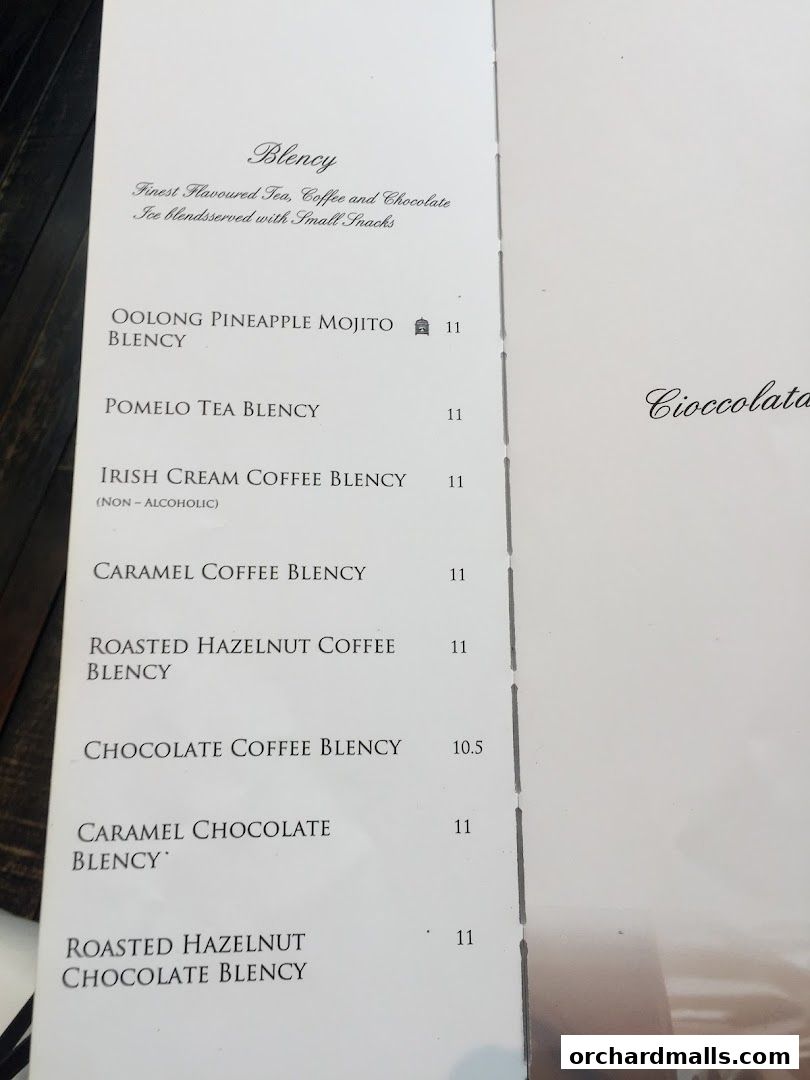 Blency
Finest Flavoured Tea, Coffee and Chocolate
Ice blendsserved with Small Snacks
OOLONG PINEAPPLE MOJITO 11
BLENCY
POMELO TEA BLENCY 11
IRISH CREAM COFFEE BLENCY 11
(NON – ALCOHOLIC)
CARAMEL COFFEE BLENCY 11
ROASTED HAZELNUT COFFEE 11
BLENCY
CHOCOLATE COFFEE BLENCY 10.5
CARAMEL CHOCOLATE 11
BLENCY
ROASTED HAZELNUT 11
CHOCOLATE BLENCY
Cioccolata
orchardmalls.com